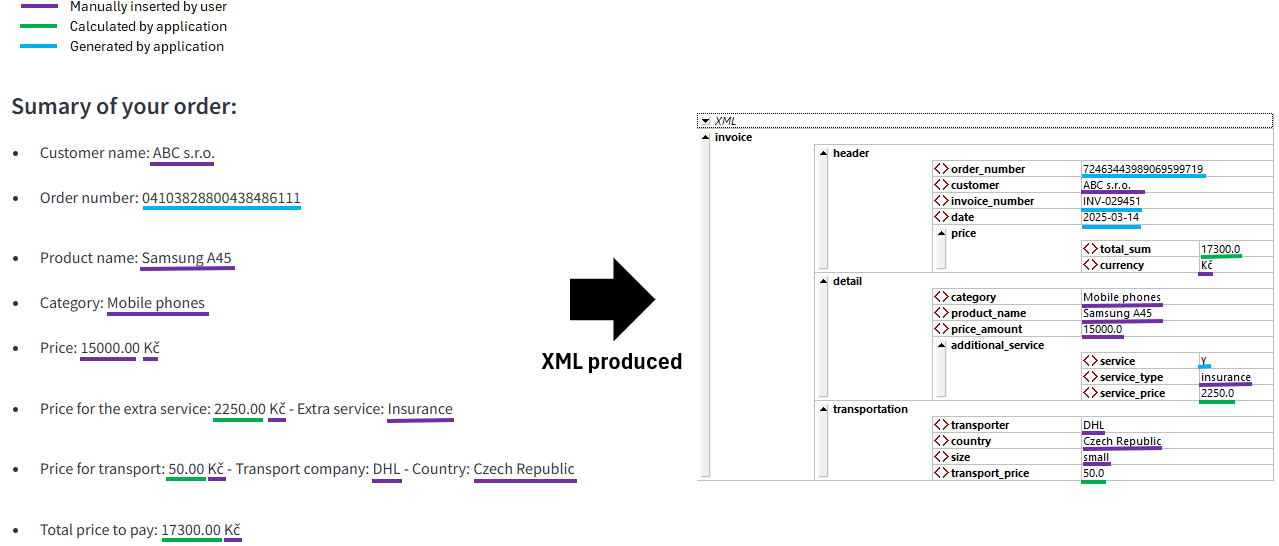 Manually inserted by user
Calculated by application
Generated by application
Sumary of your order:
Customer name: ABC s.r.o.
Order number: 04103828800438486111
Product name: Samsung A45
Category: Mobile phones
Price: 15000.00 Kč
Price for the extra service: 2250.00 Kč - Extra service: Insurance
Price for transport: 50.00 Kč - Transport company: DHL - Country: Czech Republic
Total price to pay: 17300.00 Kč
XML produced
XML
invoice
header
order_number 72463443989069599719
customer ABC s.r.o.
invoice_number INV-029451
date 2025-03-14
price
total_sum 17300.0
currency Kč
detail
category Mobile phones
product_name Samsung A45
price_amount 15000.0
additional_service
service Y
service_type insurance
service_price 2250.0
transportation
transporter DHL
country Czech Republic
size small
transport_price 50.0